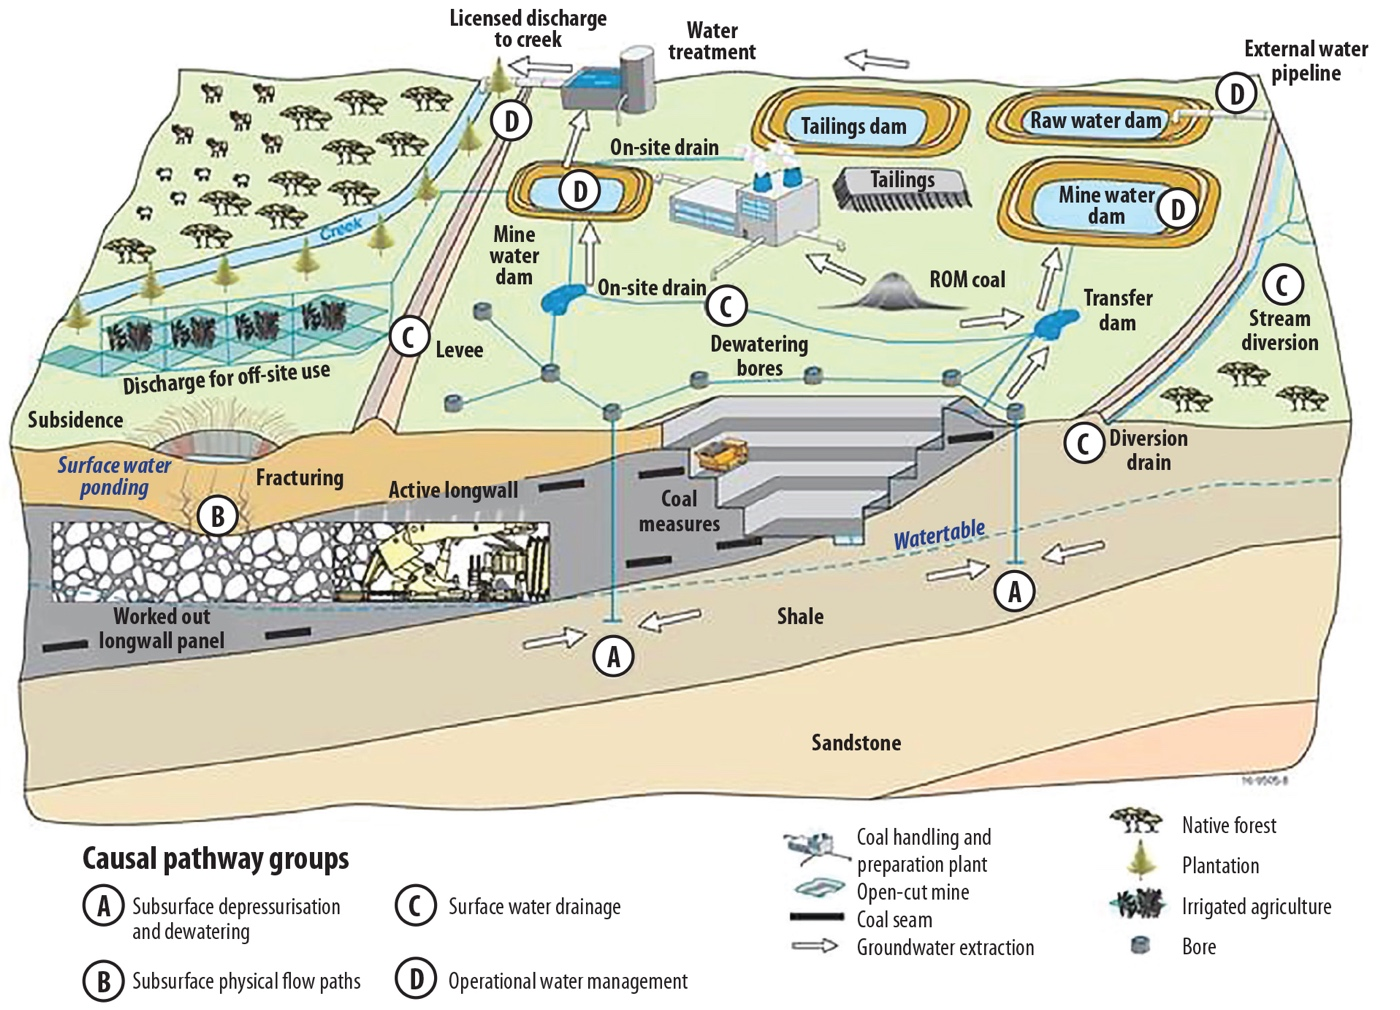 Licensed discharge
to creek
Water
treatment
External water
pipeline
D
D
Tailings dam
Raw water dam
On-site drain
Tailings
D
Mine water
dam
D
Creek
Mine
water
dam
On-site drain
C
ROM coal
C
Stream
diversion
Transfer
dam
C
Levee
Dewatering
bores
Discharge for off-site use
Subsidence
C
Diversion
drain
Surface water
ponding
Fracturing
Active longwall
B
Coal
measures
Watertable
A
Worked out
longwall panel
Shale
A
Sandstone
16-9505-8
Causal pathway groups
A Subsurface depressurisation
and dewatering
B Subsurface physical flow paths
C Surface water drainage
D Operational water management
Coal handling and
preparation plant
Open-cut mine
Coal seam
Groundwater extraction
Native forest
Plantation
Irrigated agriculture
Bore